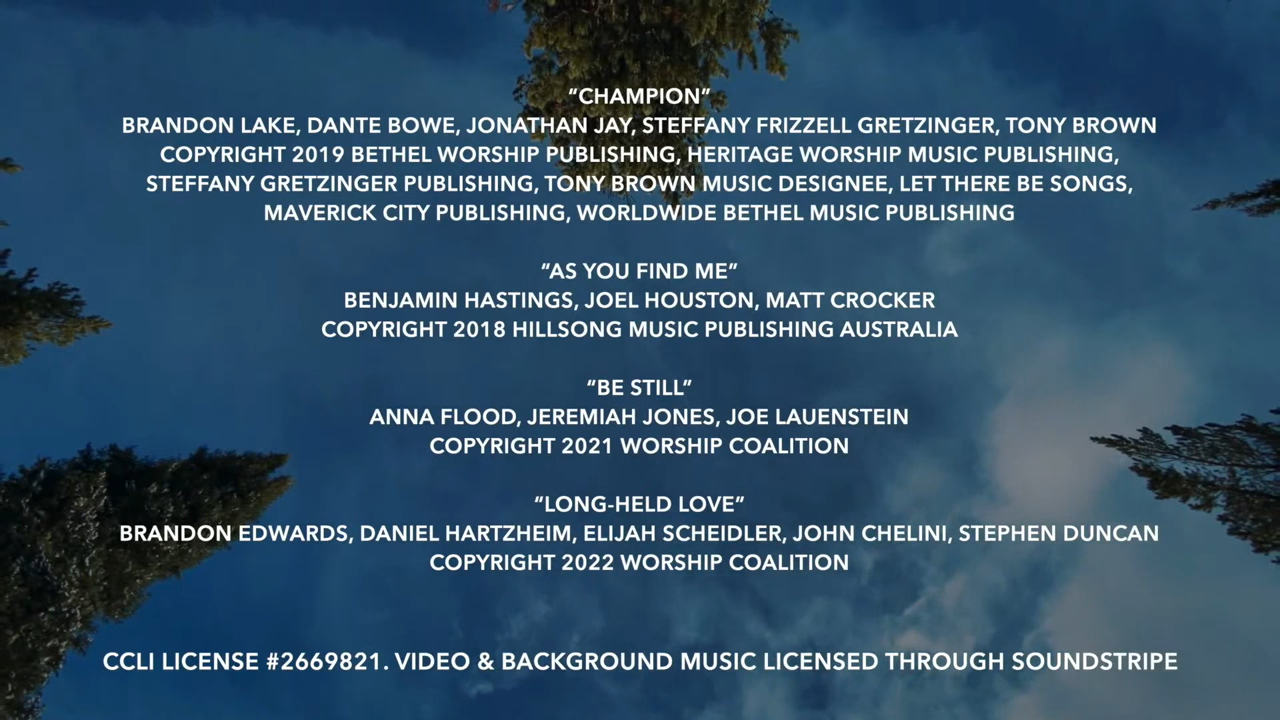 “CHAMPION”
BRANDON LAKE, DANTE BOWE, JONATHAN JAY, STEFFANY FRIZZELL GRETZINGER, TONY BROWN
COPYRIGHT 2019 BETHEL WORSHIP PUBLISHING, HERITAGE WORSHIP MUSIC PUBLISHING,
STEFFANY GRETZINGER PUBLISHING, TONY BROWN MUSIC DESIGNEE, LET THERE BE SONGS,
MAVERICK CITY PUBLISHING, WORLDWIDE BETHEL MUSIC PUBLISHING
“AS YOU FIND ME”
BENJAMIN HASTINGS, JOEL HOUSTON, MATT CROCKER
COPYRIGHT 2018 HILLSONG MUSIC PUBLISHING AUSTRALIA
“BE STILL”
ANNA FLOOD, JEREMIAH JONES, JOE LAUENSTEIN
COPYRIGHT 2021 WORSHIP COALITION
“LONG-HELD LOVE”
BRANDON EDWARDS, DANIEL HARTZHEIM, ELIJAH SCHEIDLER, JOHN CHELINI, STEPHEN DUNCAN
COPYRIGHT 2022 WORSHIP COALITION
CCLI LICENSE #2669821. VIDEO & BACKGROUND MUSIC LICENSED THROUGH SOUNDSTRIPE